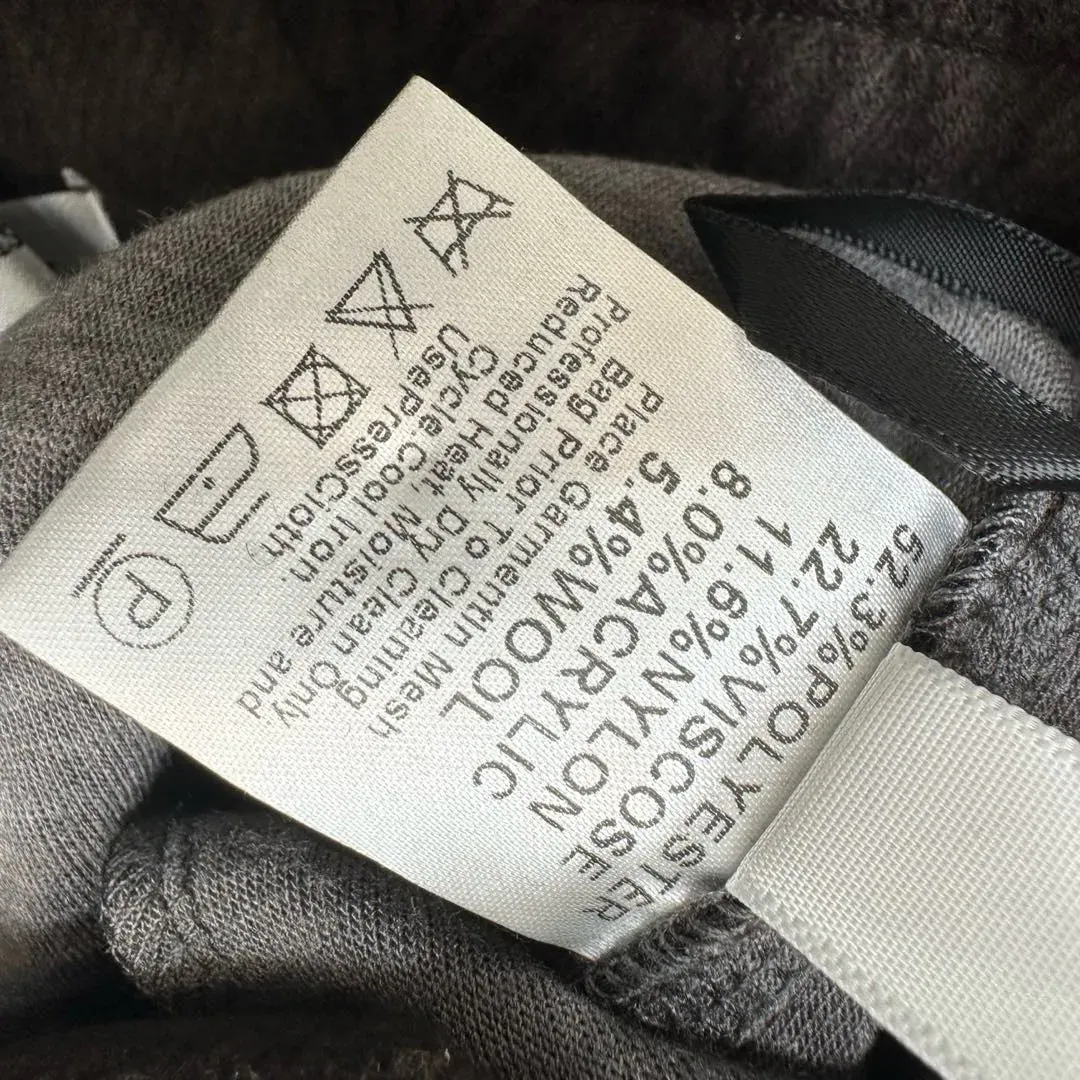 52.3%POLYESTER
22.7%VISCOSE
11.6%NYLON
8.0%ACRYLIC
5.4%WOOL
Place Garmentin Mesh
Bag Prior To Cleaning
Professionally Dry Clean Only.
Reduced Heat, Moisture and
Cycle.Cool Iron.
UsePressCloth.
P